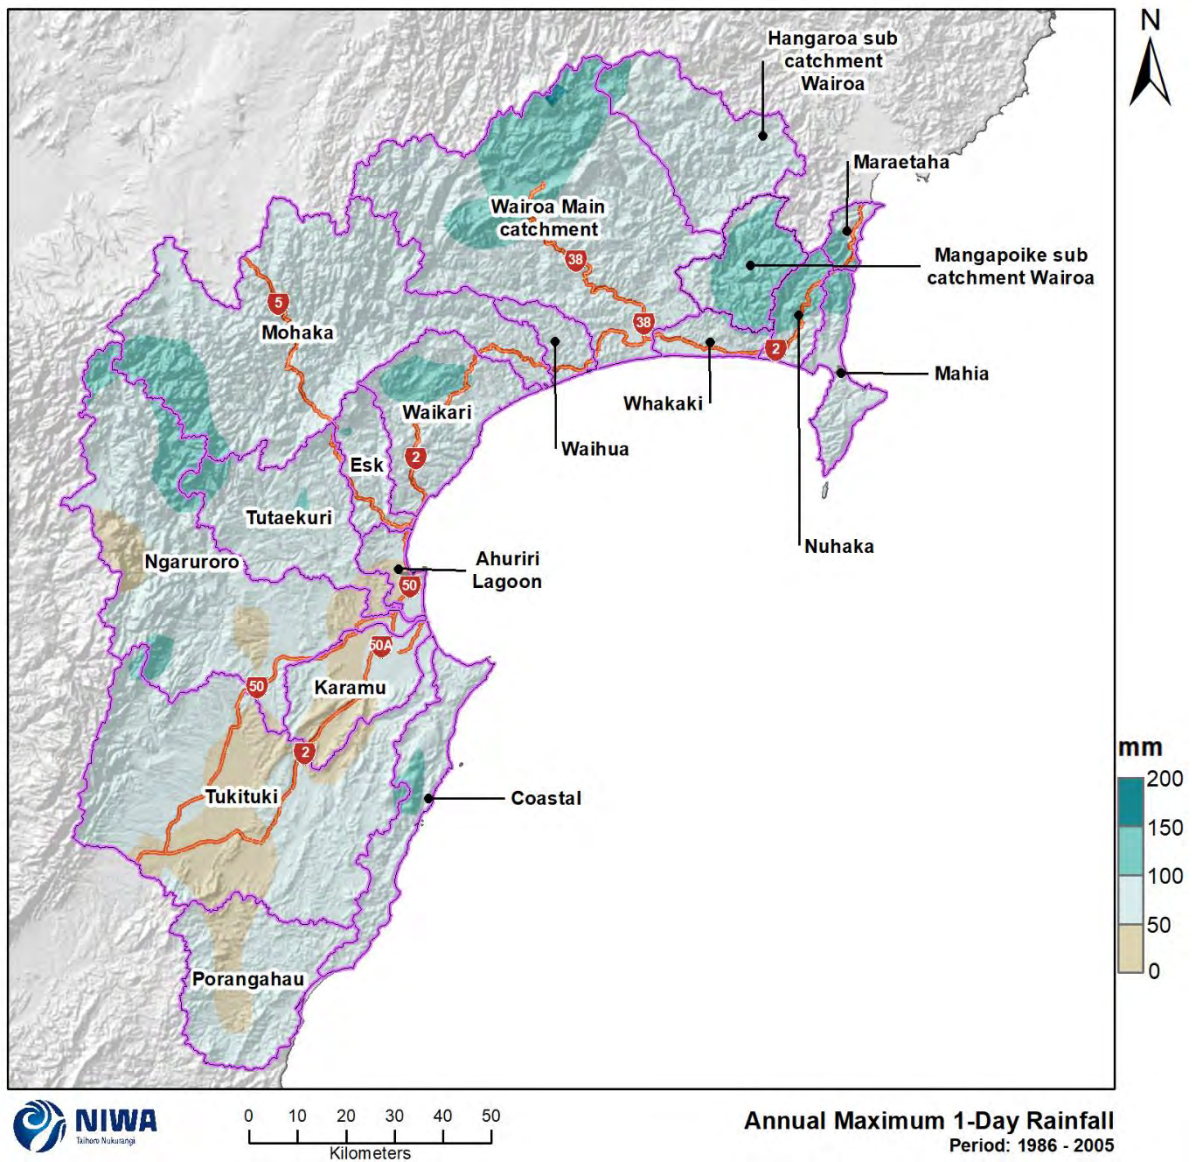 N
Hangaroa sub
catchment
Wairoa
Maraetaha
Wairoa Main
catchment
Mangapoike sub
catchment Wairoa
38
5
Mohaka
38
2
Mahia
Whakaki
Waikari
Waihua
2
Esk
Tutaekuri
Nuhaka
Ngaruroro
Ahuriri
Lagoon
50
50A
50
Karamu
2
mm
200
150
100
50
0
Tukituki
Coastal
Porangahau
NIWA
Taihoro Nukurangi
0 10 20 30 40 50
Kilometers
Annual Maximum 1-Day Rainfall
Period: 1986 - 2005